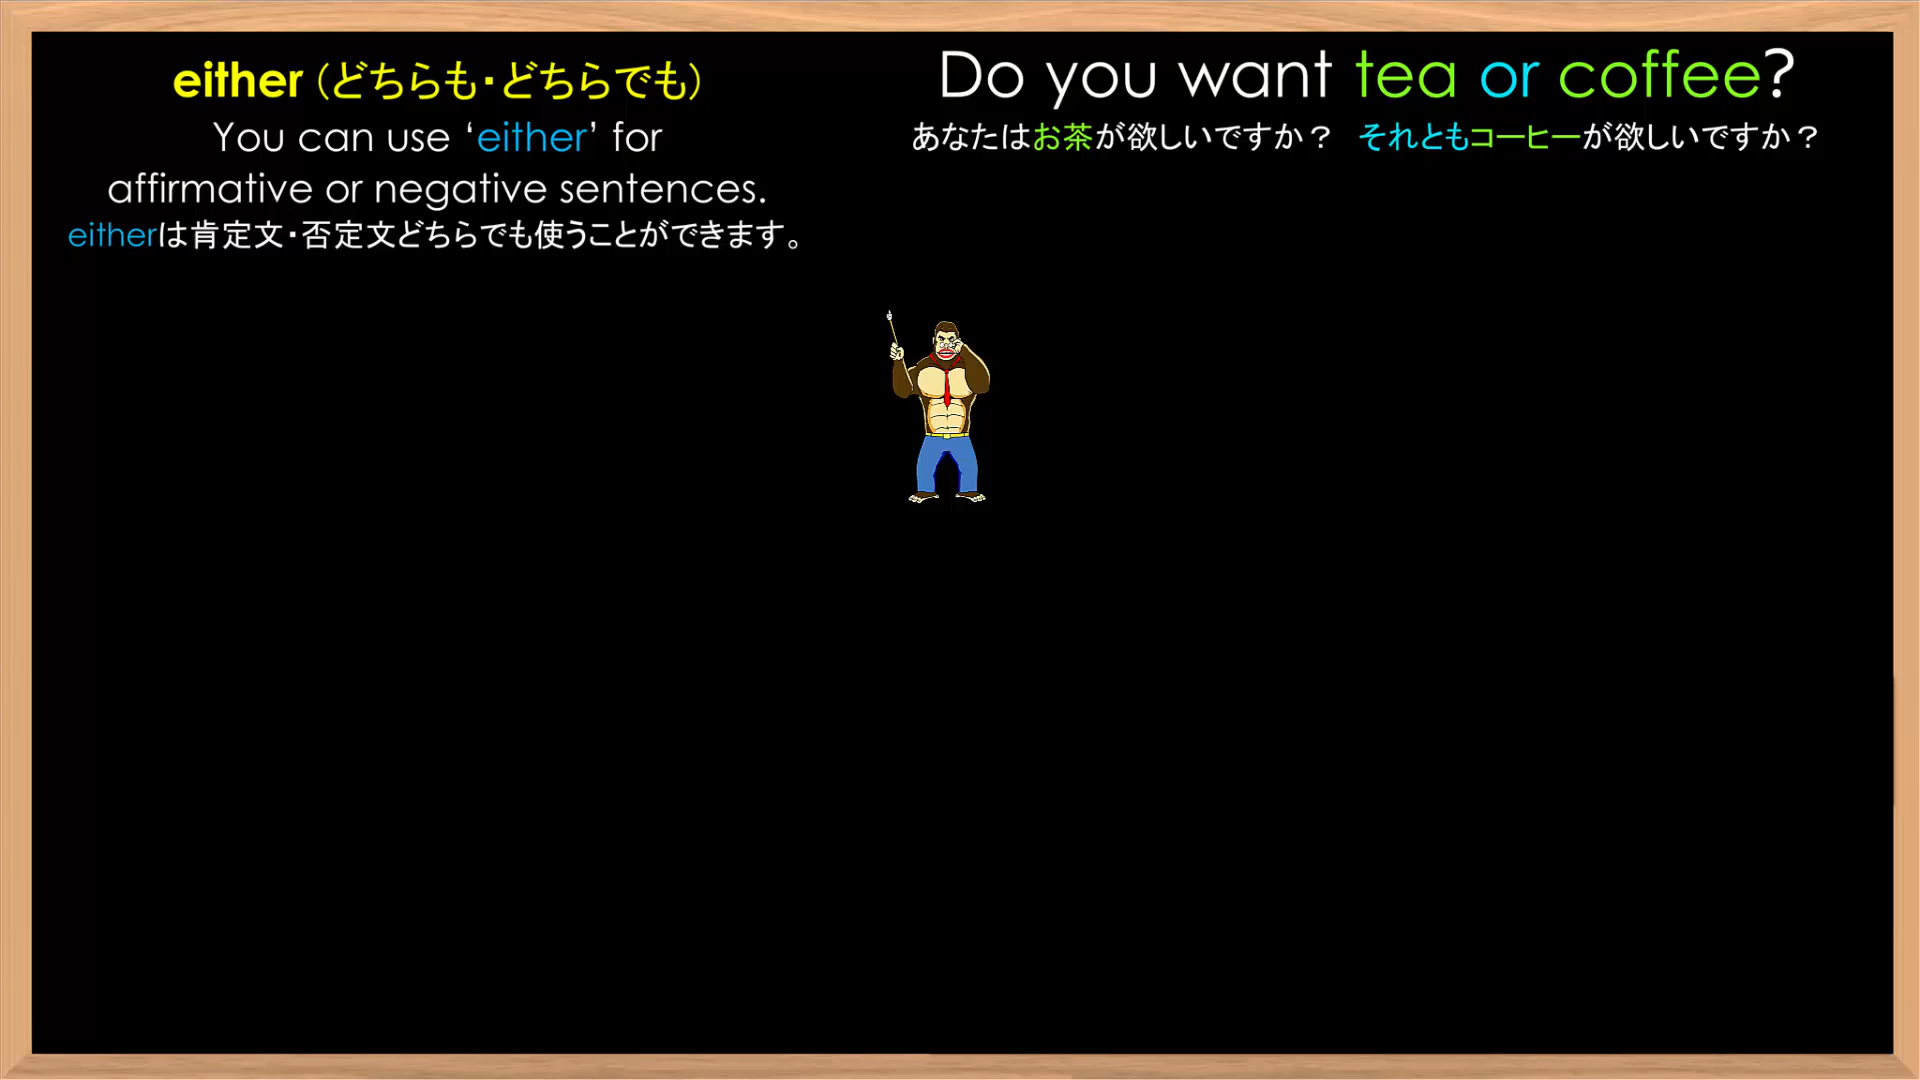 either (どちらも・どちらでも)
You can use ‘either’ for
affirmative or negative sentences.
eitherは肯定文・否定文どちらでも使うことができます。
Do you want tea or coffee?
あなたはお茶が欲しいですか？ それともコーヒーが欲しいですか？